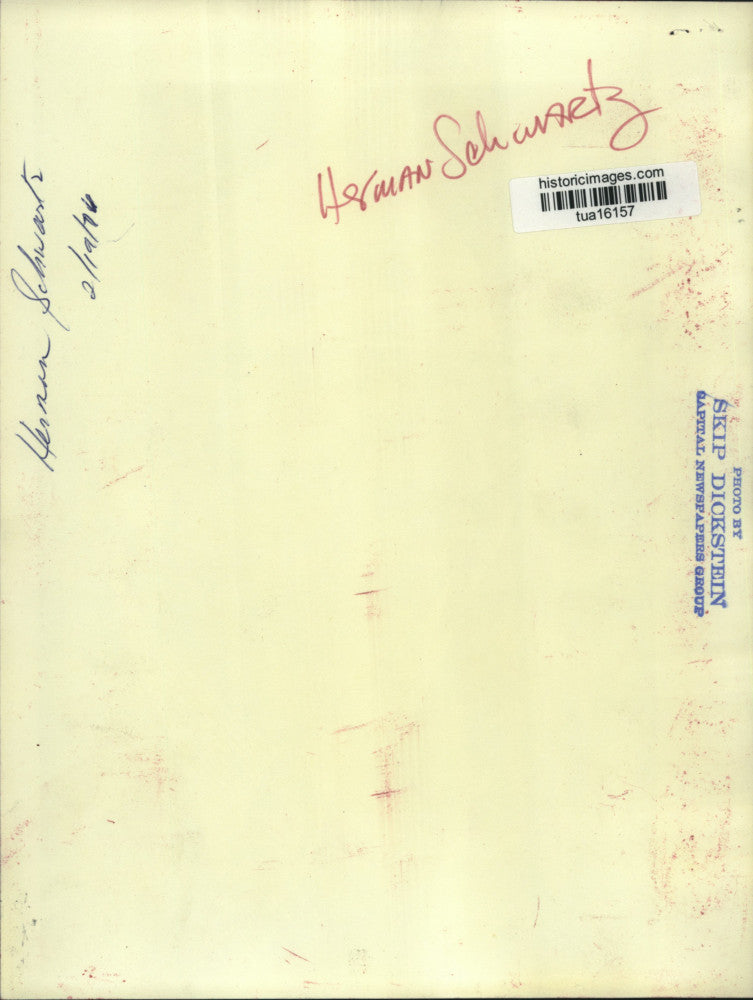 Herman Schwartz
historicimages.com
tua16157
Herman Schwartz
PHOTO BY
SKIP DICKSTEIN
CAPITAL NEWSPAPERS GROUP